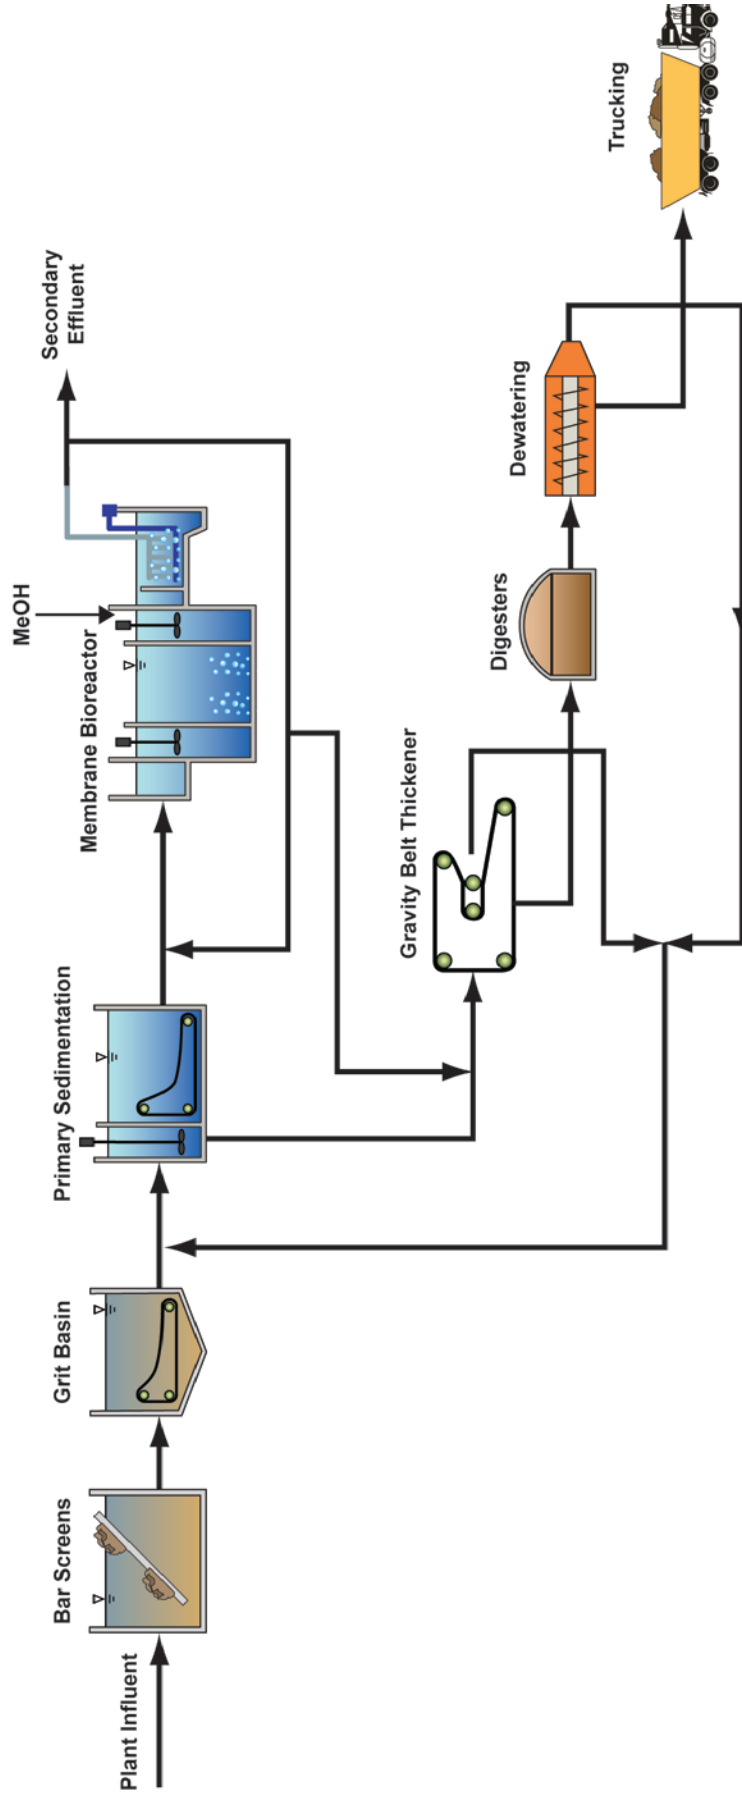 Plant Influent
Bar Screens
Grit Basin
Primary Sedimentation
Membrane Bioreactor
MeOH
Secondary
Effluent
Gravity Belt Thickener
Digesters
Dewatering
Trucking